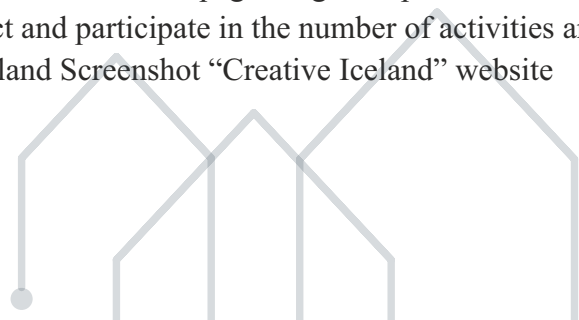 ct and participate in the number of activities a
land Screenshot “Creative Iceland” website